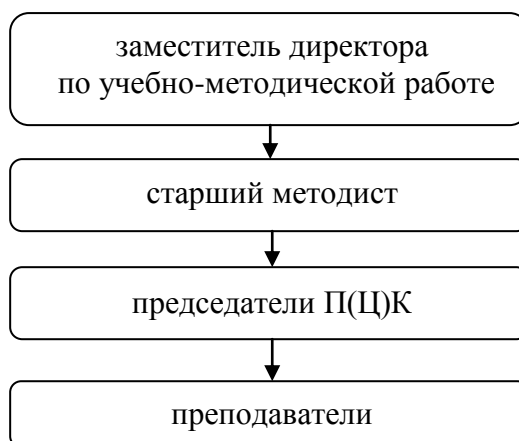 заместитель директора
по учебно-методической работе
старший методист
председатели П(Ц)К
преподаватели